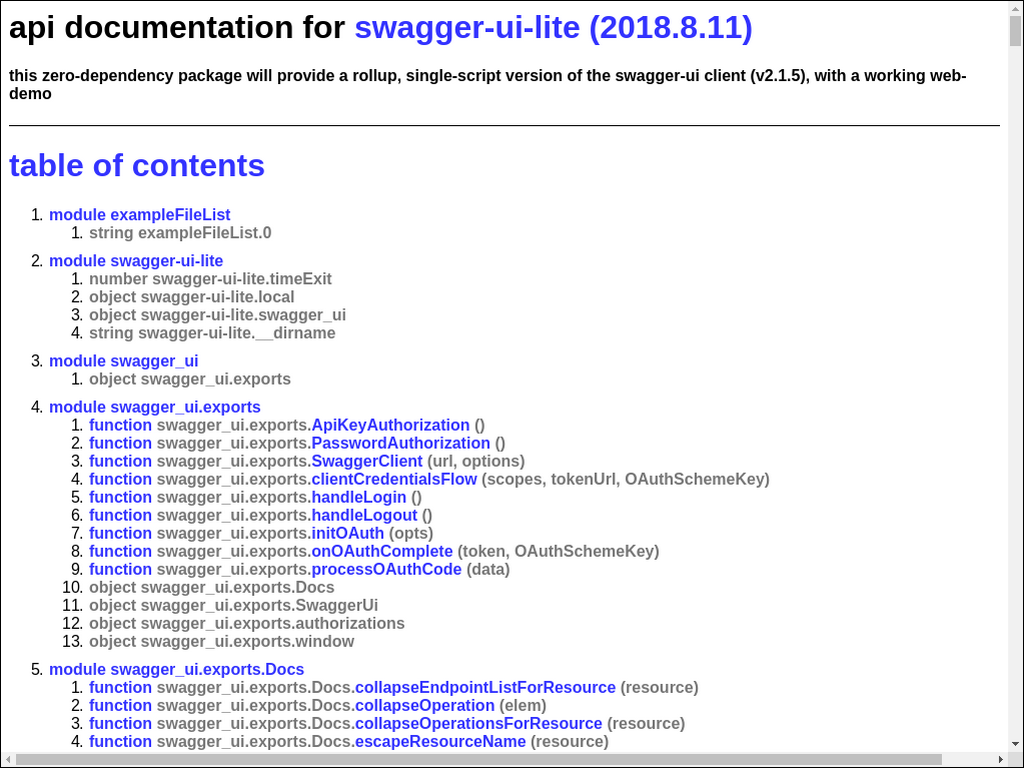 api documentation for swagger-ui-lite (2018.8.11)
this zero-dependency package will provide a rollup, single-script version of the swagger-ui client (v2.1.5), with a working web-
demo
table of contents
1. module exampleFileList
1. string exampleFileList.0
2. module swagger-ui-lite
1. number swagger-ui-lite.timeExit
2. object swagger-ui-lite.local
3. object swagger-ui-lite.swagger_ui
4. string swagger-ui-lite.__dirname
3. module swagger_ui
1. object swagger_ui.exports
4. module swagger_ui.exports
1. function swagger_ui.exports.ApiKeyAuthorization ()
2. function swagger_ui.exports.PasswordAuthorization ()
3. function swagger_ui.exports.SwaggerClient (url, options)
4. function swagger_ui.exports.clientCredentialsFlow (scopes, tokenUrl, OAuthSchemeKey)
5. function swagger_ui.exports.handleLogin ()
6. function swagger_ui.exports.handleLogout ()
7. function swagger_ui.exports.initOAuth (opts)
8. function swagger_ui.exports.onOAuthComplete (token, OAuthSchemeKey)
9. function swagger_ui.exports.processOAuthCode (data)
10. object swagger_ui.exports.Docs
11. object swagger_ui.exports.SwaggerUi
12. object swagger_ui.exports.authorizations
13. object swagger_ui.exports.window
5. module swagger_ui.exports.Docs
1. function swagger_ui.exports.Docs.collapseEndpointListForResource (resource)
2. function swagger_ui.exports.Docs.collapseOperation (elem)
3. function swagger_ui.exports.Docs.collapseOperationsForResource (resource)
4. function swagger_ui.exports.Docs.escapeResourceName (resource)